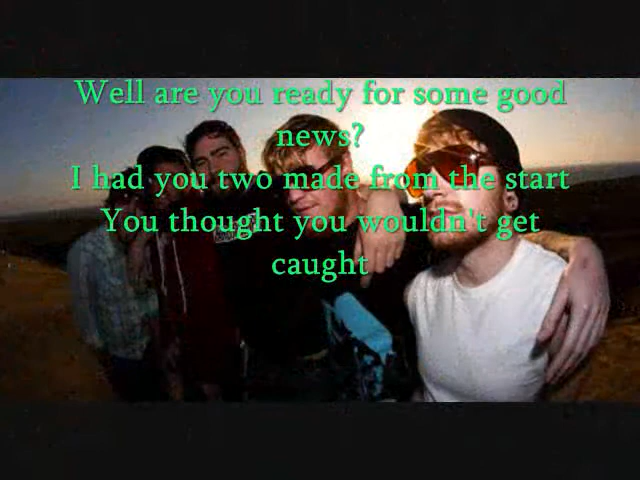 Well are you ready for some good
news?
I had you two made from the start
You thought you wouldn't get
caught